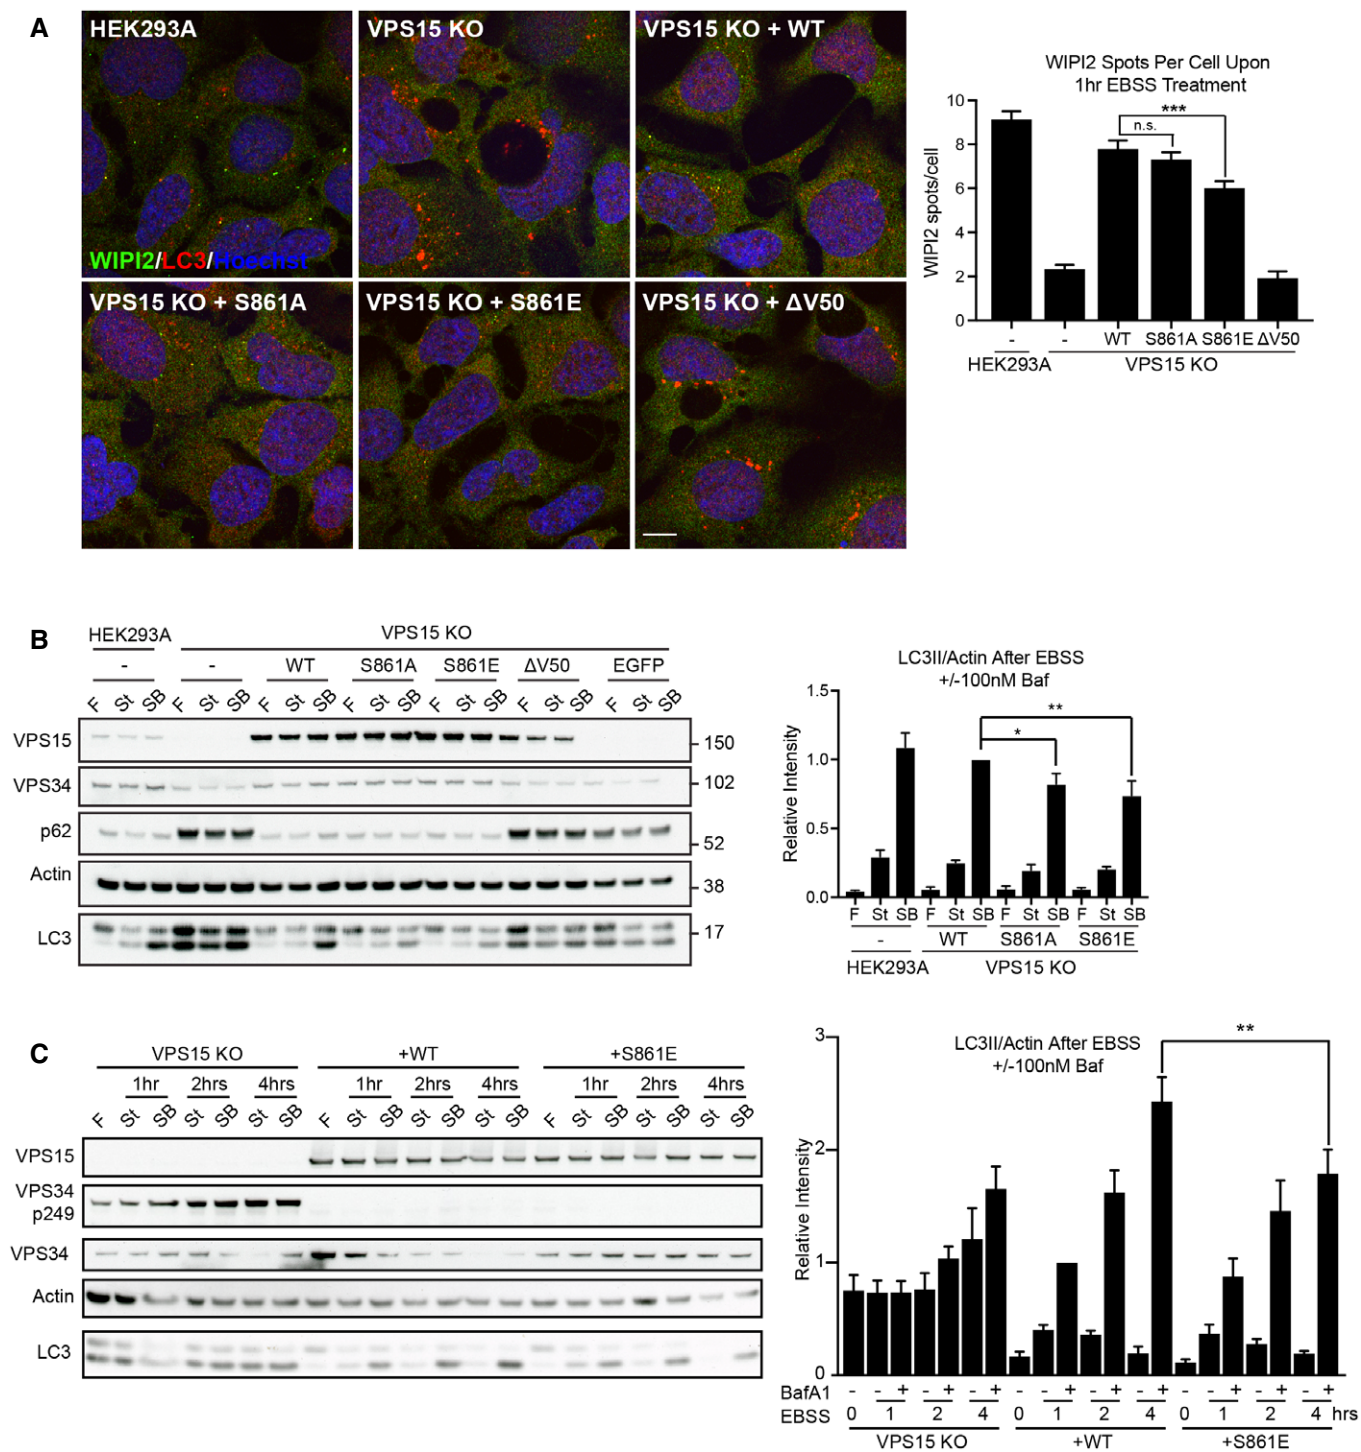 A
HEK293A
VPS15 KO
VPS15 KO + WT
WIPI2/LC3/Hoechst
VPS15 KO + S861A
VPS15 KO + S861E
VPS15 KO + ΔV50
WIPI2 Spots Per Cell Upon
1hr EBSS Treatment
WIPI2 spots/cell
10
8
6
4
2
0
***
n.s.
- - WT S861A S861E ΔV50
HEK293A VPS15 KO
B
HEK293A VPS15 KO
- - WT S861A S861E ΔV50 EGFP
F St SB F St SB F St SB F St SB F St SB F St SB F St SB
VPS15
150
VPS34
102
p62
52
Actin
38
LC3
17
LC3II/Actin After EBSS
+/-100nM Baf
Relative Intensity
1.5
1.0
0.5
0.0
**
*
F St SB F St SB F St SB F St SB
- WT S861A S861E
HEK293A VPS15 KO
C
VPS15 KO +WT +S861E
1hr 2hrs 4hrs 1hr 2hrs 4hrs 1hr 2hrs 4hrs
F St SB St SB St SB F St SB St SB St SB F St SB St SB St SB
VPS15
VPS34
p249
VPS34
Actin
LC3
LC3II/Actin After EBSS
+/-100nM Baf
Relative Intensity
3
2
1
0
**
BafA1 - - + - + - + - - + - + - + - - + - + - +
EBSS 0 1 2 4 0 1 2 4 0 1 2 4 hrs
VPS15 KO +WT +S861E